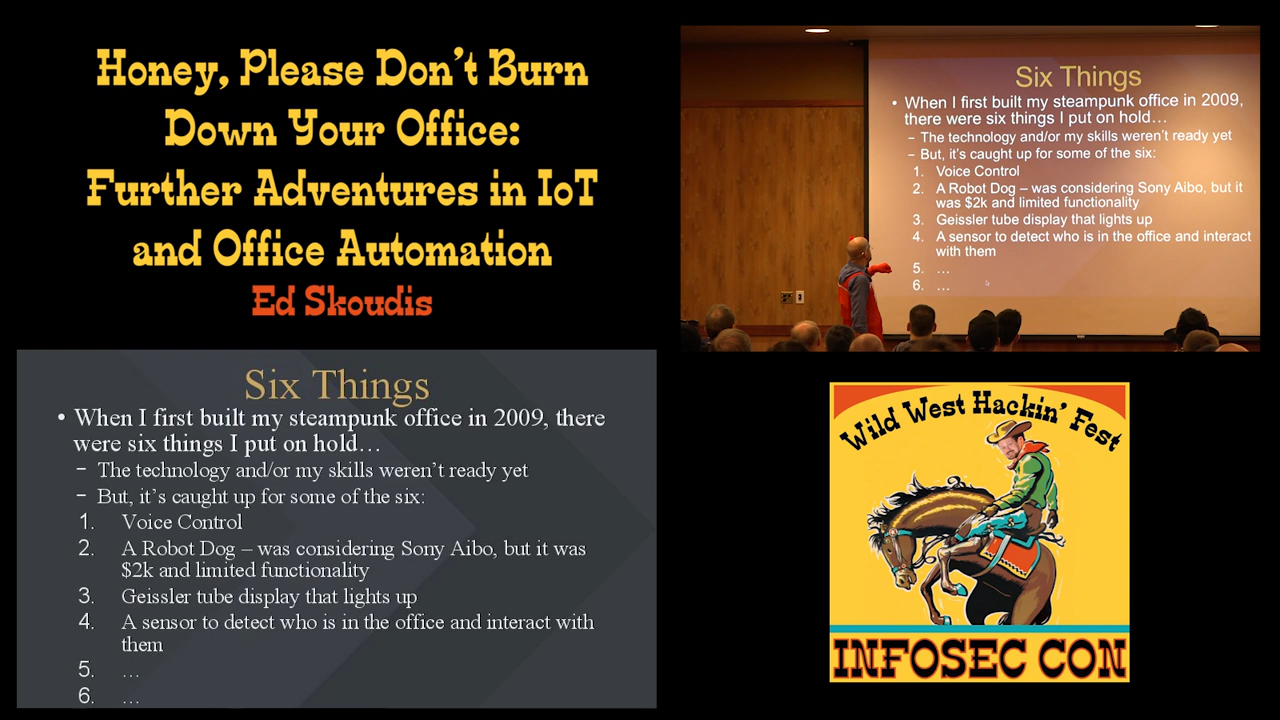 Honey, Please Don't Burn
Down Your Office:
Further Adventures in IoT
and Office Automation
Ed Skoudis
Six Things
• When I first built my steampunk office in 2009,
there were six things I put on hold…
– The technology and/or my skills weren't ready yet
– But, it's caught up for some of the six:
1. Voice Control
2. A Robot Dog – was considering Sony Aibo, but it
was $2k and limited functionality
3. Geissler tube display that lights up
4. A sensor to detect who is in the office and interact
with them
5. …
6. …
Six Things
• When I first built my steampunk office in 2009, there
were six things I put on hold…
– The technology and/or my skills weren't ready yet
– But, it's caught up for some of the six:
1. Voice Control
2. A Robot Dog – was considering Sony Aibo, but it was
$2k and limited functionality
3. Geissler tube display that lights up
4. A sensor to detect who is in the office and interact with
them
5. …
6. …
Wild West Hackin' Fest
INFOSEC CON